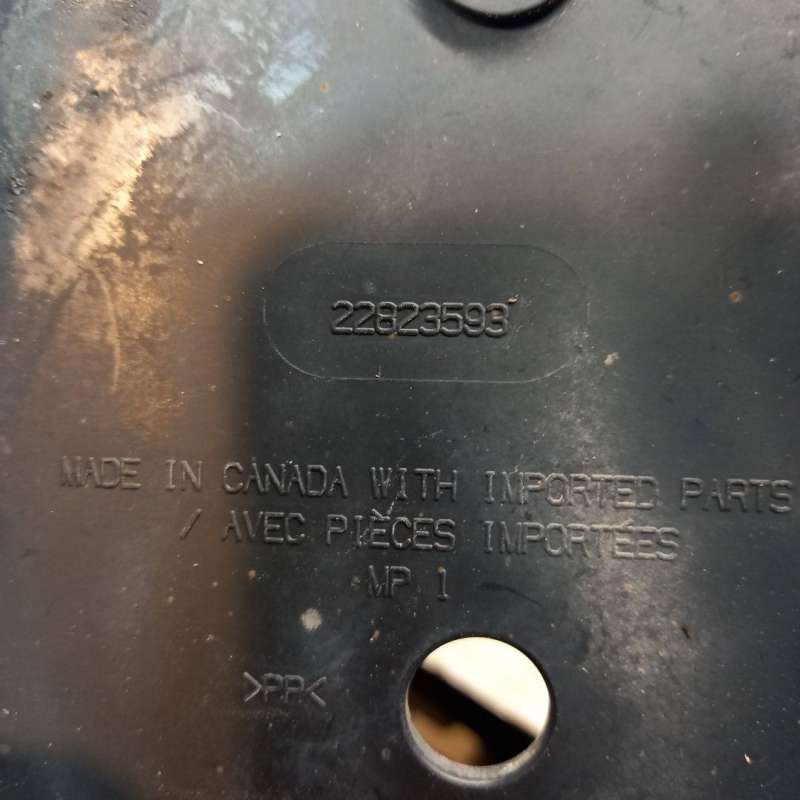 22823593
MADE IN CANADA WITH IMPORTED PARTS
/ AVEC PIÈCES IMPORTÉES
MP 1
>PP<